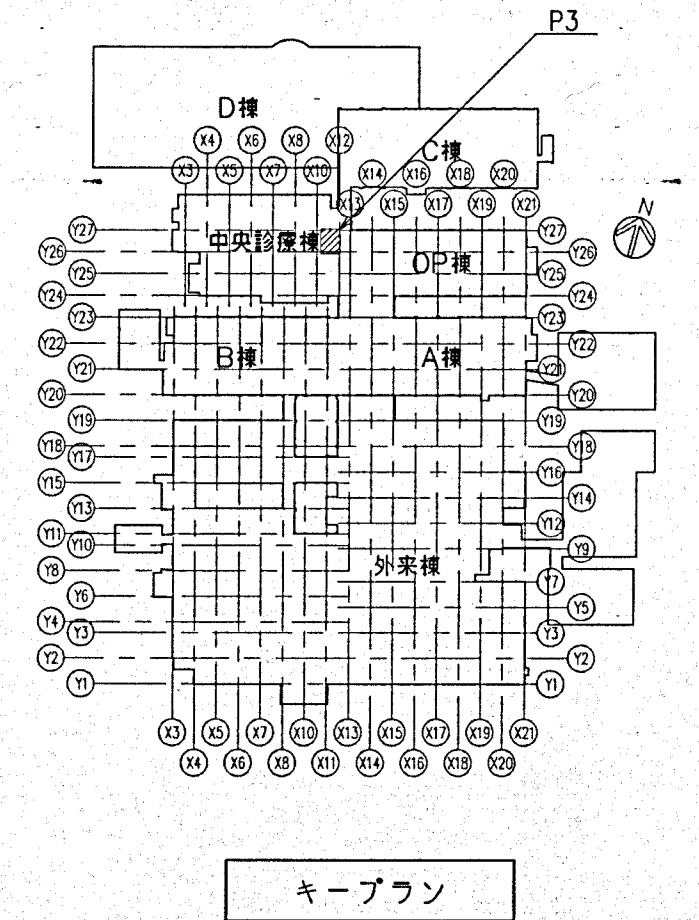 P3
D棟
X4 X6 X8 X12
C棟
X3 X5 X7 X10
X14 X16 X18 X20
X13 X15 X17 X19 X21
N
Y27 中央診療棟 Y27
Y26 OP棟 Y26
Y25 Y25
Y24 Y24
Y23 Y23
Y22 B棟 A棟 Y22
Y21 Y21
Y20 Y20
Y19 Y19
Y18 Y18
Y17
Y16
Y15
Y14
Y13
Y12
Y11
Y10
Y9
Y8 外来棟
Y7
Y6
Y5
Y4
Y3 Y3
Y2 Y2
Y1 Y1
X3 X5 X7 X10 X13 X15 X17 X19 X21
X4 X6 X8 X11 X14 X16 X18 X20
キープラン